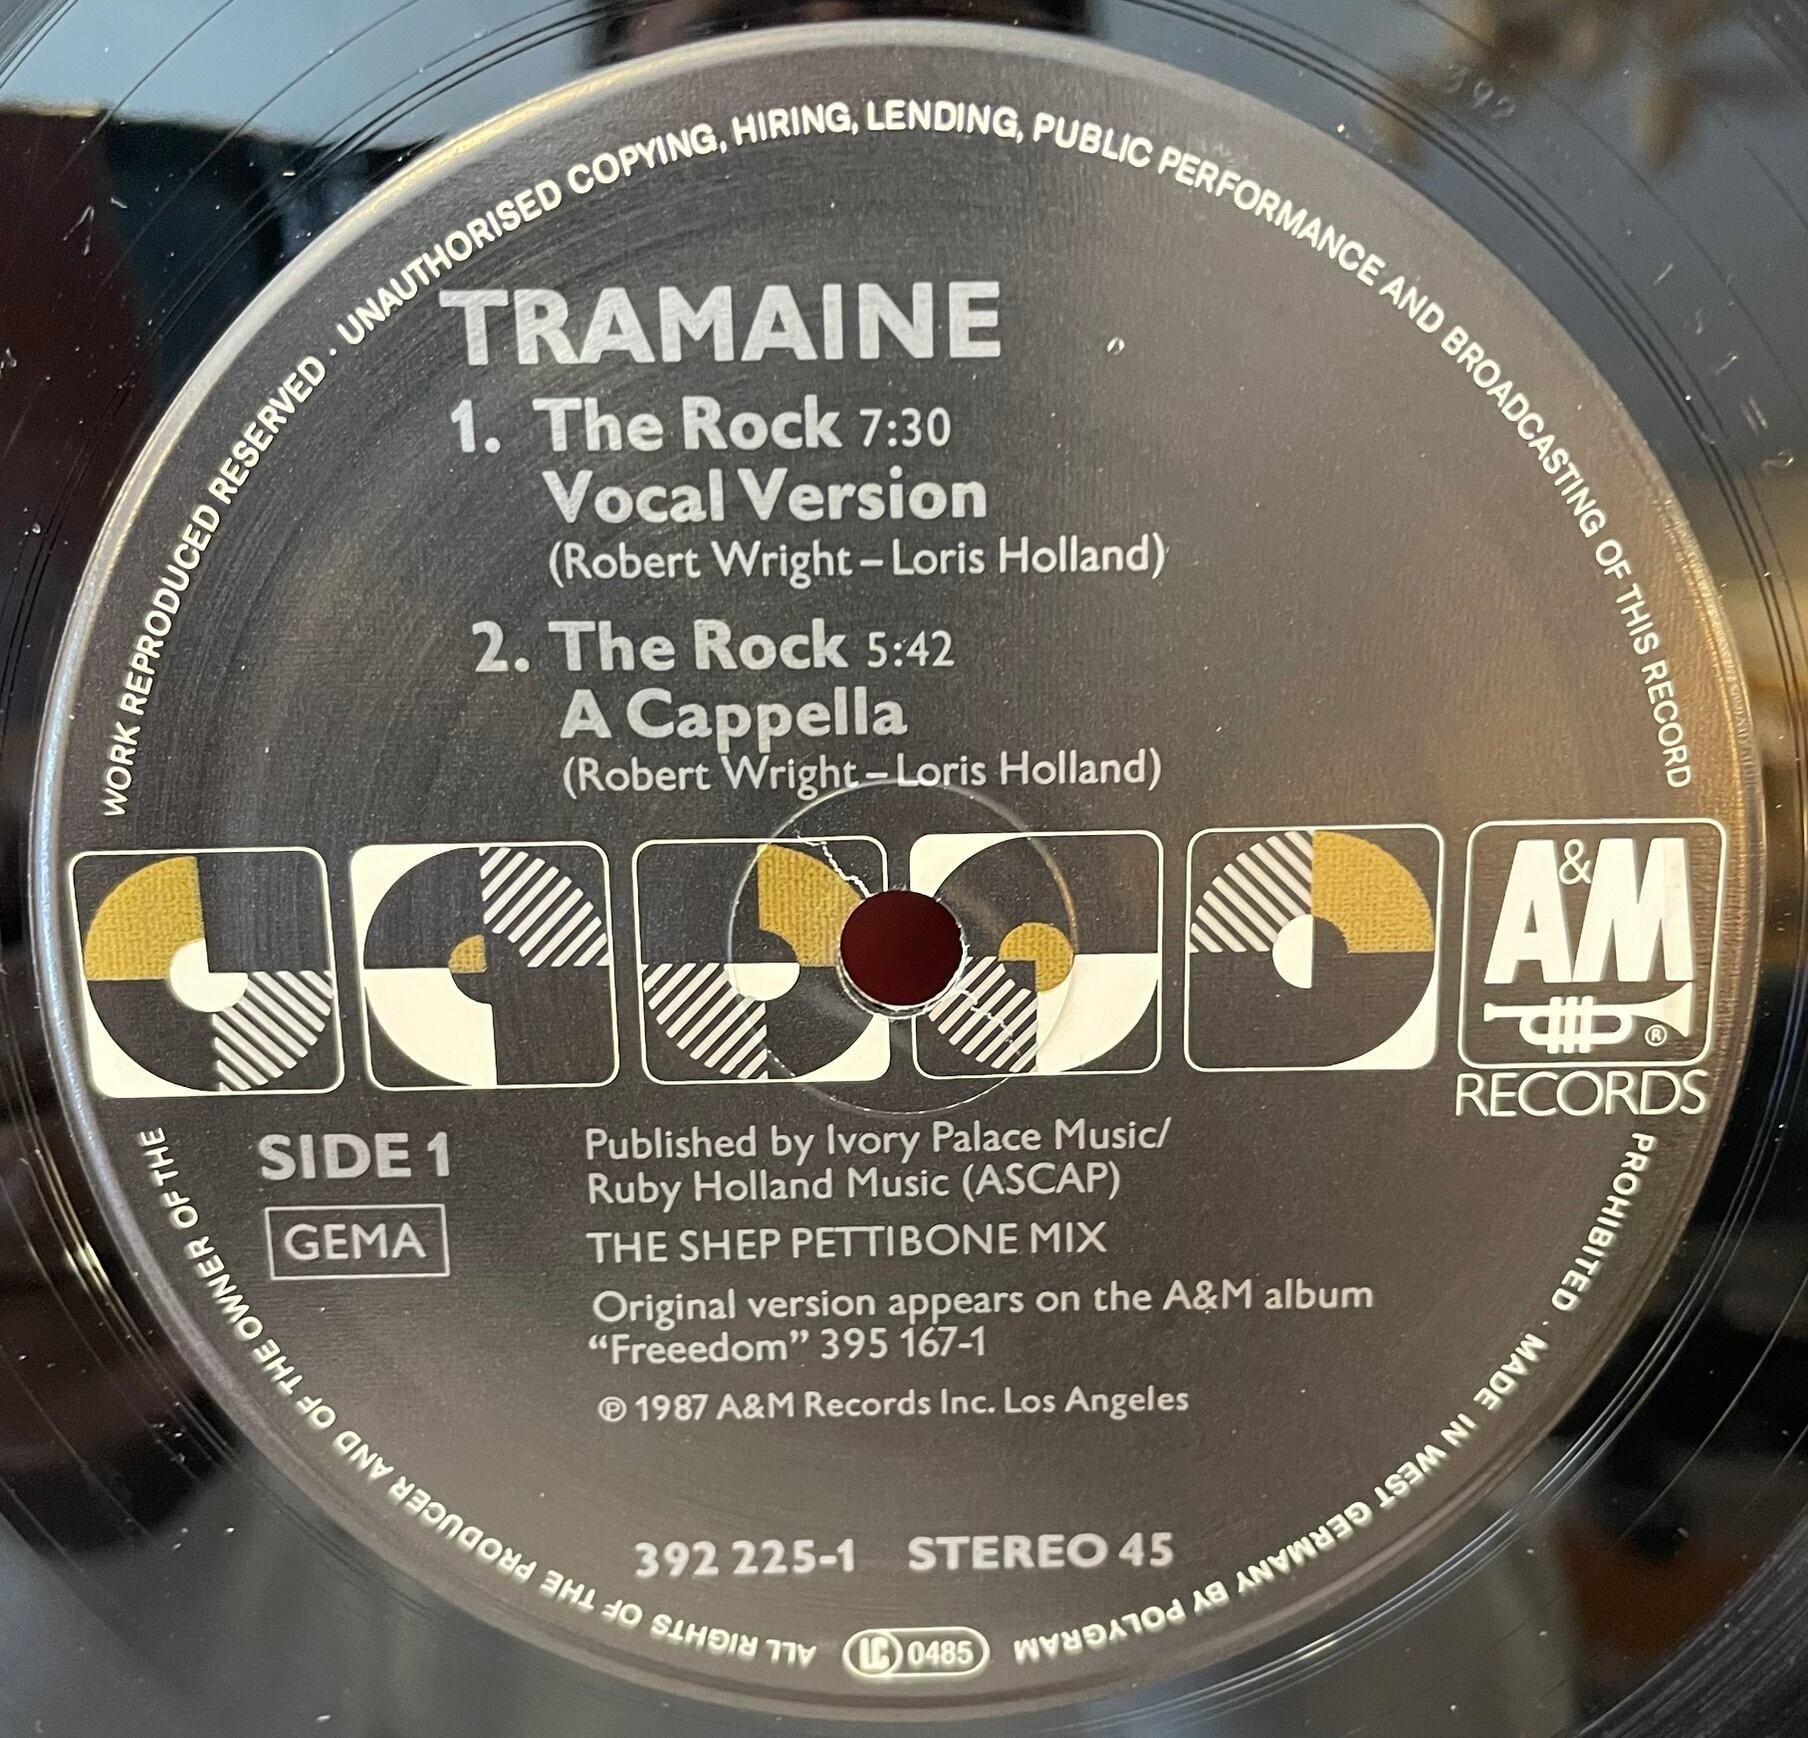 WORK REPRODUCED RESERVED · UNAUTHORISED COPYING, HIRING, LENDING, PUBLIC PERFORMANCE AND BROADCASTING OF THIS RECORD
TRAMAINE
1. The Rock 7:30
Vocal Version
(Robert Wright – Loris Holland)
2. The Rock 5:42
A Cappella
(Robert Wright – Loris Holland)
A&M
®
RECORDS
SIDE 1
GEMA
Published by Ivory Palace Music/
Ruby Holland Music (ASCAP)
THE SHEP PETTIBONE MIX
Original version appears on the A&M album
“Freeedom” 395 167-1
℗ 1987 A&M Records Inc. Los Angeles
392 225-1 STEREO 45
PROHIBITED · MADE IN WEST GERMANY BY POLYGRAM
LC 0485
ALL RIGHTS OF THE PRODUCER AND OF THE OWNER OF THE